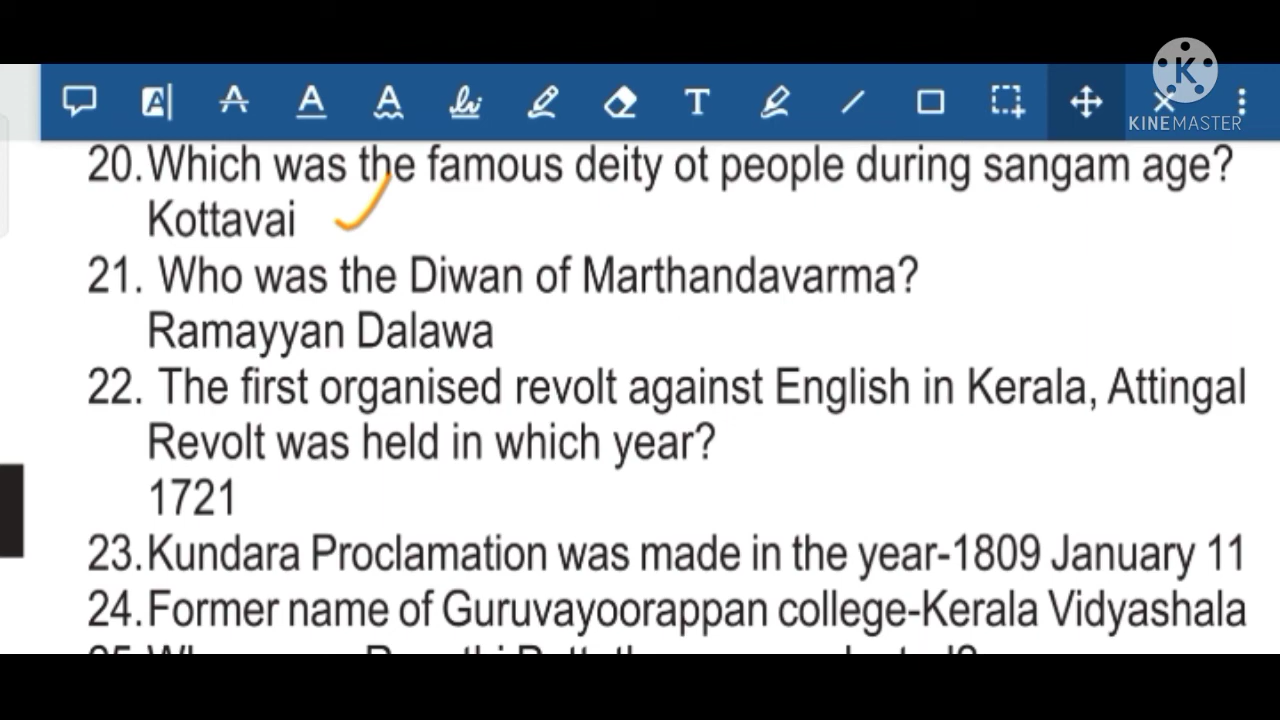 KINEMASTER
20.Which was the famous deity ot people during sangam age?
Kottavai
21. Who was the Diwan of Marthandavarma?
Ramayyan Dalawa
22. The first organised revolt against English in Kerala, Attingal
Revolt was held in which year?
1721
23.Kundara Proclamation was made in the year-1809 January 11
24.Former name of Guruvayoorappan college-Kerala Vidyashala